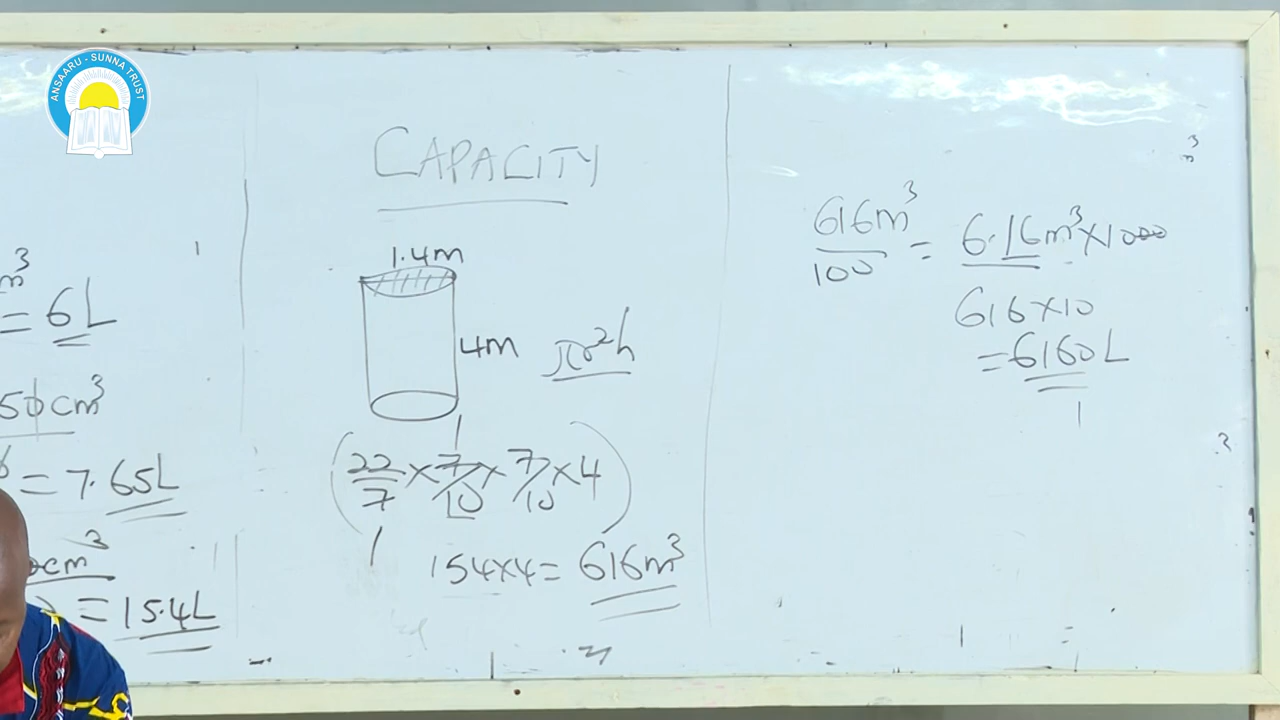 ANSAARU - SUNNA TRUST
m³
= 6L
50cm³
= 7.65L
cm³
= 15.4L
CAPACITY
1.4m
4m
πr²h
(22/7 × 7/10 × 7/10 × 4)
154×4 = 616m³
616m³/100 = 6.16m³×1000
616×10
= 6160L